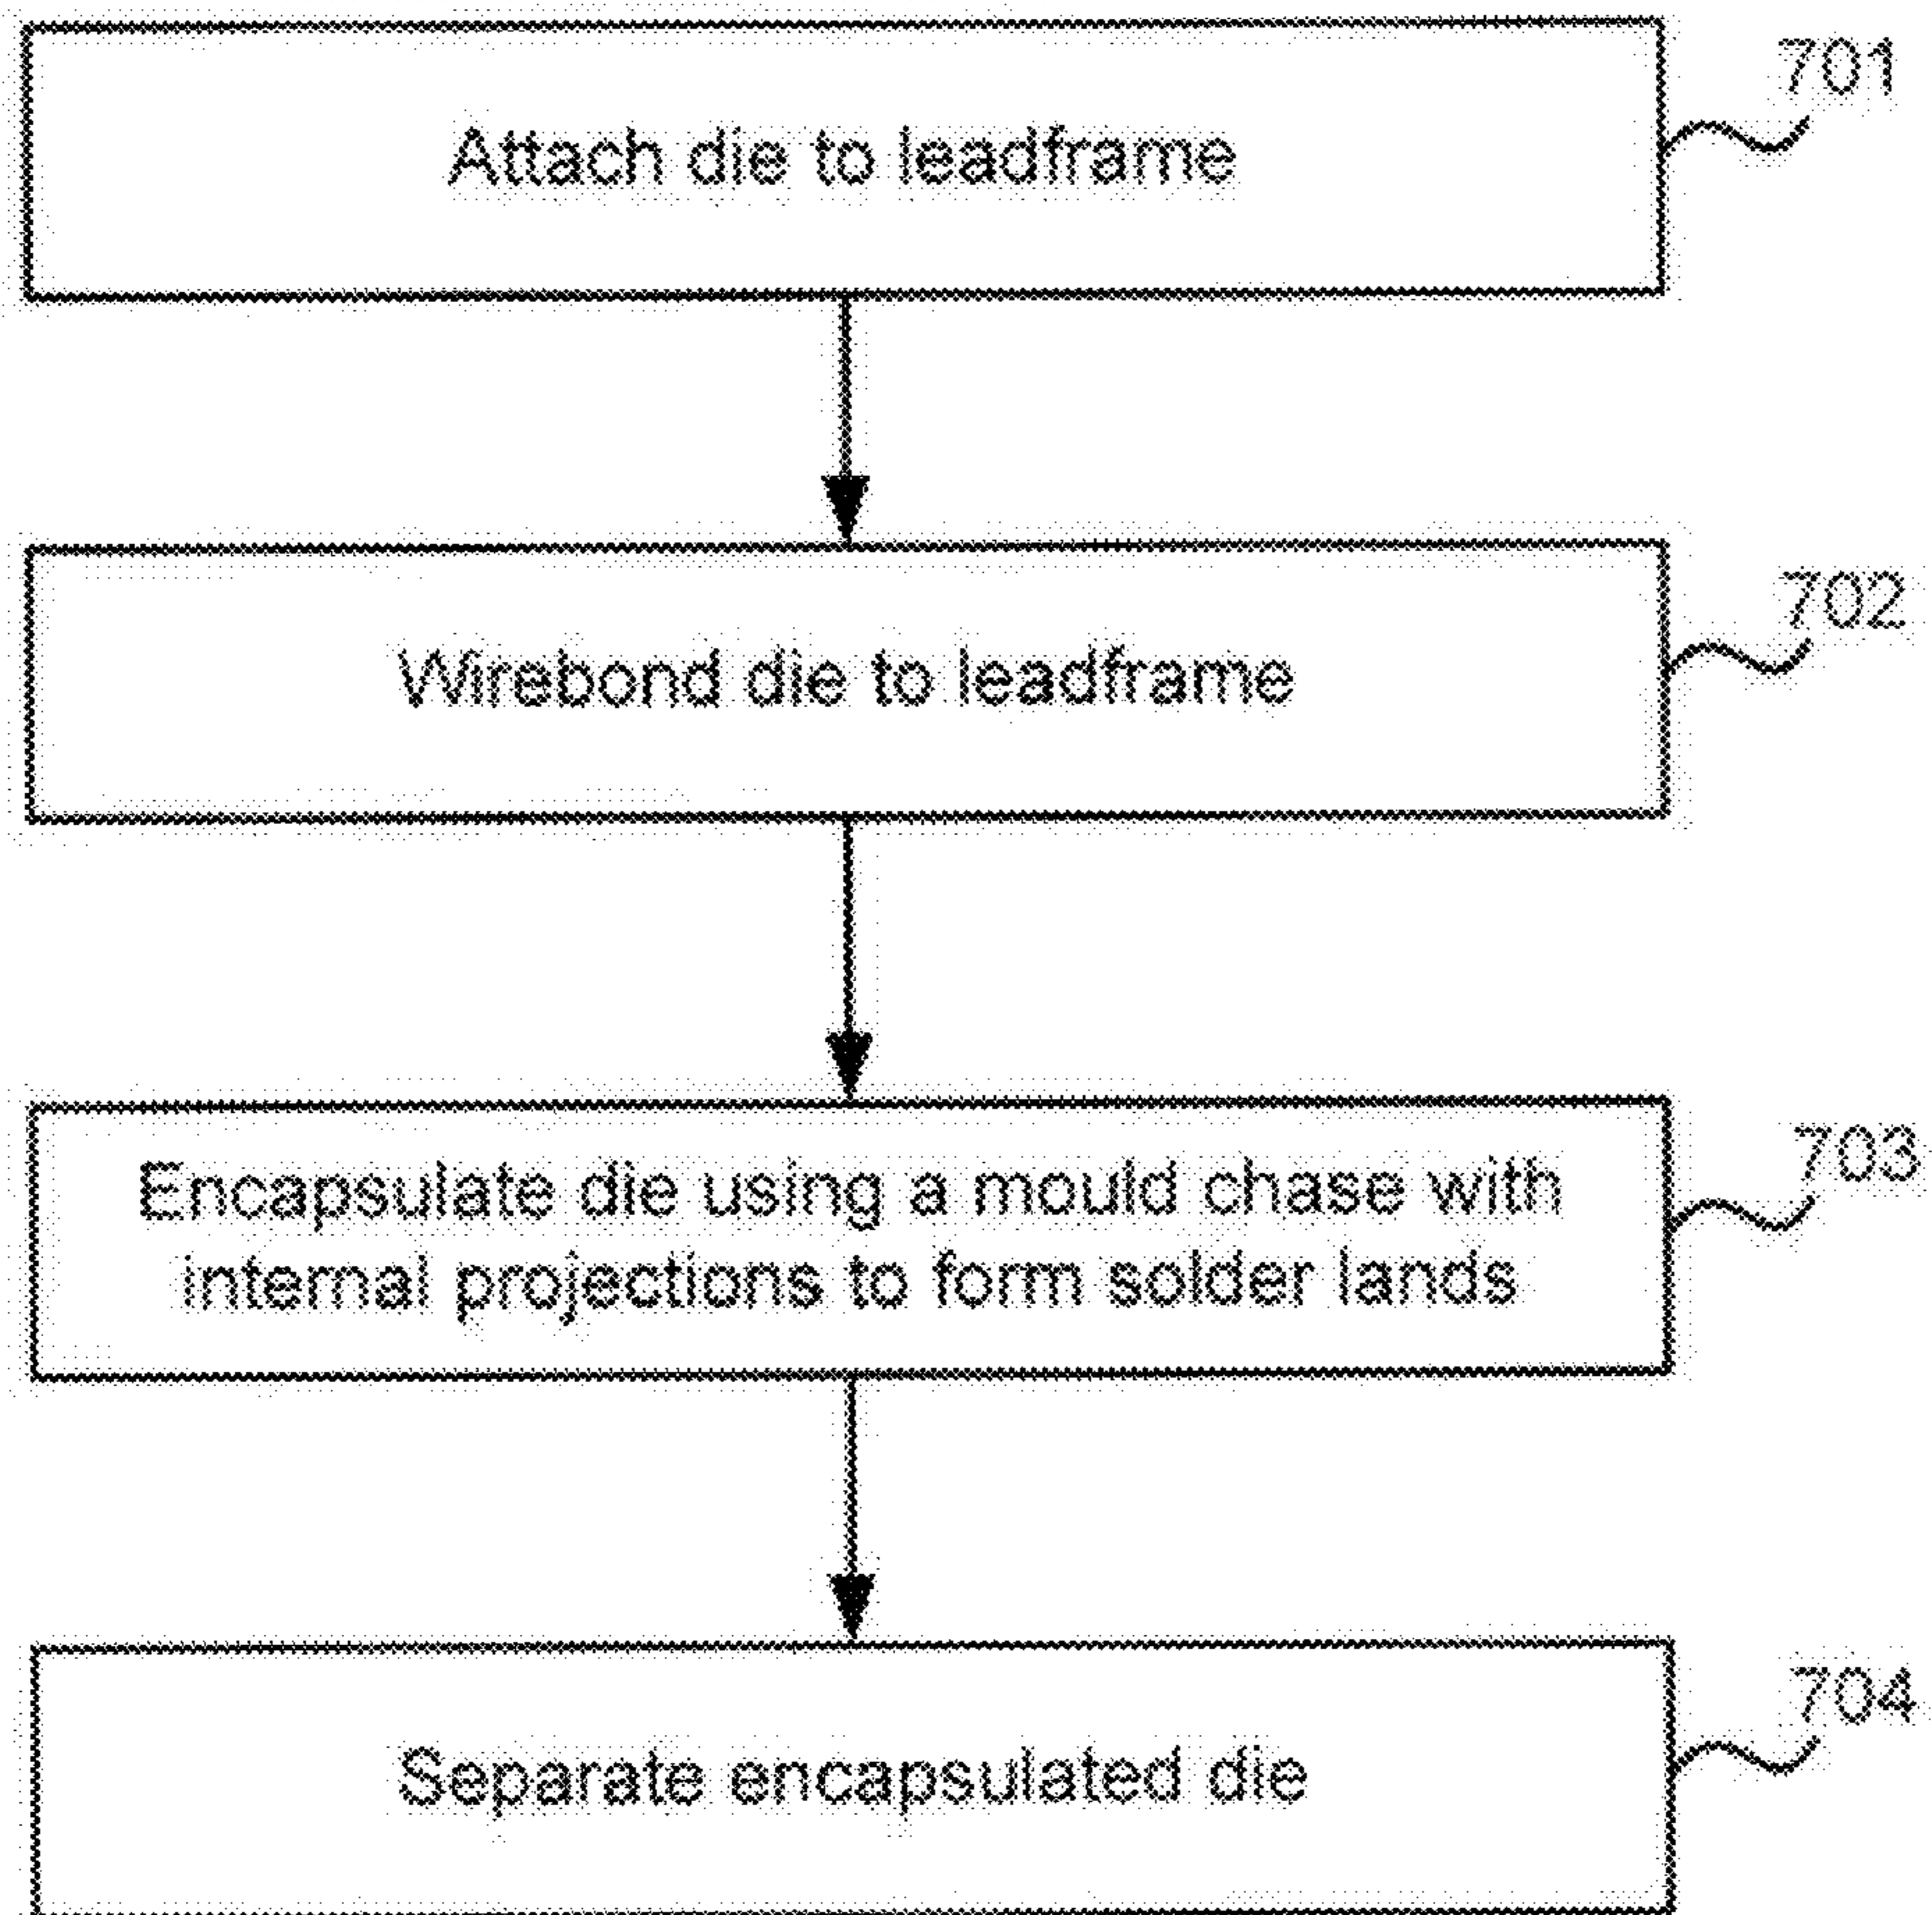 Attach die to leadframe
701
Wirebond die to leadframe
702
Encapsulate die using a mould chase with
internal projections to form solder lands
703
Separate encapsulated die
704